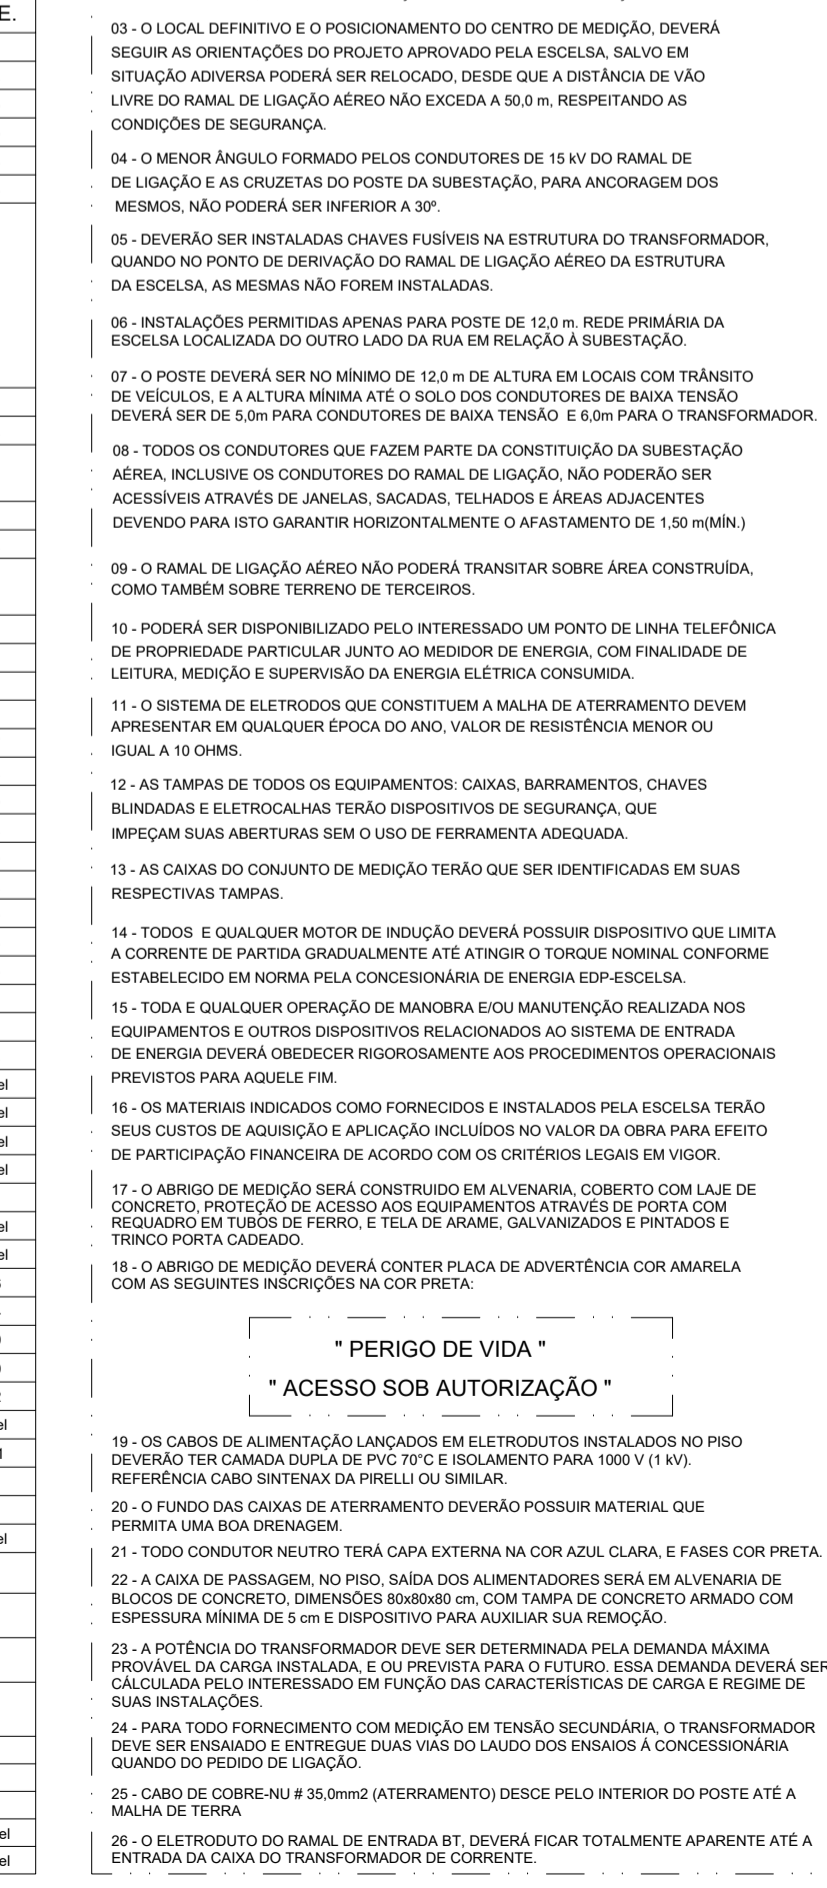 E.
03 - O LOCAL DEFINITIVO E O POSICIONAMENTO DO CENTRO DE MEDIÇÃO, DEVERÁ
SEGUIR AS ORIENTAÇÕES DO PROJETO APROVADO PELA ESCELSA, SALVO EM
SITUAÇÃO ADIVERSA PODERÁ SER RELOCADO, DESDE QUE A DISTÂNCIA DE VÃO
LIVRE DO RAMAL DE LIGAÇÃO AÉREO NÃO EXCEDA A 50,0 m, RESPEITANDO AS
CONDIÇÕES DE SEGURANÇA.
04 - O MENOR ÂNGULO FORMADO PELOS CONDUTORES DE 15 kV DO RAMAL DE
DE LIGAÇÃO E AS CRUZETAS DO POSTE DA SUBESTAÇÃO, PARA ANCORAGEM DOS
MESMOS, NÃO PODERÁ SER INFERIOR A 30º.
05 - DEVERÃO SER INSTALADAS CHAVES FUSÍVEIS NA ESTRUTURA DO TRANSFORMADOR,
QUANDO NO PONTO DE DERIVAÇÃO DO RAMAL DE LIGAÇÃO AÉREO DA ESTRUTURA
DA ESCELSA, AS MESMAS NÃO FOREM INSTALADAS.
06 - INSTALAÇÕES PERMITIDAS APENAS PARA POSTE DE 12,0 m. REDE PRIMÁRIA DA
ESCELSA LOCALIZADA DO OUTRO LADO DA RUA EM RELAÇÃO À SUBESTAÇÃO.
07 - O POSTE DEVERÁ SER NO MÍNIMO DE 12,0 m DE ALTURA EM LOCAIS COM TRÂNSITO
DE VEÍCULOS, E A ALTURA MÍNIMA ATÉ O SOLO DOS CONDUTORES DE BAIXA TENSÃO
DEVERÁ SER DE 5,0m PARA CONDUTORES DE BAIXA TENSÃO E 6,0m PARA O TRANSFORMADOR.
08 - TODOS OS CONDUTORES QUE FAZEM PARTE DA CONSTITUIÇÃO DA SUBESTAÇÃO
AÉREA, INCLUSIVE OS CONDUTORES DO RAMAL DE LIGAÇÃO, NÃO PODERÃO SER
ACESSÍVEIS ATRAVÉS DE JANELAS, SACADAS, TELHADOS E ÁREAS ADJACENTES
DEVENDO PARA ISTO GARANTIR HORIZONTALMENTE O AFASTAMENTO DE 1,50 m(MÍN.)
09 - O RAMAL DE LIGAÇÃO AÉREO NÃO PODERÁ TRANSITAR SOBRE ÁREA CONSTRUÍDA,
COMO TAMBÉM SOBRE TERRENO DE TERCEIROS.
10 - PODERÁ SER DISPONIBILIZADO PELO INTERESSADO UM PONTO DE LINHA TELEFÔNICA
DE PROPRIEDADE PARTICULAR JUNTO AO MEDIDOR DE ENERGIA, COM FINALIDADE DE
LEITURA, MEDIÇÃO E SUPERVISÃO DA ENERGIA ELÉTRICA CONSUMIDA.
11 - O SISTEMA DE ELETRODOS QUE CONSTITUEM A MALHA DE ATERRAMENTO DEVEM
APRESENTAR EM QUALQUER ÉPOCA DO ANO, VALOR DE RESISTÊNCIA MENOR OU
IGUAL A 10 OHMS.
12 - AS TAMPAS DE TODOS OS EQUIPAMENTOS: CAIXAS, BARRAMENTOS, CHAVES
BLINDADAS E ELETROCALHAS TERÃO DISPOSITIVOS DE SEGURANÇA, QUE
IMPEÇAM SUAS ABERTURAS SEM O USO DE FERRAMENTA ADEQUADA.
13 - AS CAIXAS DO CONJUNTO DE MEDIÇÃO TERÃO QUE SER IDENTIFICADAS EM SUAS
RESPECTIVAS TAMPAS.
14 - TODOS E QUALQUER MOTOR DE INDUÇÃO DEVERÁ POSSUIR DISPOSITIVO QUE LIMITA
A CORRENTE DE PARTIDA GRADUALMENTE ATÉ ATINGIR O TORQUE NOMINAL CONFORME
ESTABELECIDO EM NORMA PELA CONCESIONÁRIA DE ENERGIA EDP-ESCELSA.
15 - TODA E QUALQUER OPERAÇÃO DE MANOBRA E/OU MANUTENÇÃO REALIZADA NOS
EQUIPAMENTOS E OUTROS DISPOSITIVOS RELACIONADOS AO SISTEMA DE ENTRADA
DE ENERGIA DEVERÁ OBEDECER RIGOROSAMENTE AOS PROCEDIMENTOS OPERACIONAIS
PREVISTOS PARA AQUELE FIM.
16 - OS MATERIAIS INDICADOS COMO FORNECIDOS E INSTALADOS PELA ESCELSA TERÃO
SEUS CUSTOS DE AQUISIÇÃO E APLICAÇÃO INCLUÍDOS NO VALOR DA OBRA PARA EFEITO
DE PARTICIPAÇÃO FINANCEIRA DE ACORDO COM OS CRITÉRIOS LEGAIS EM VIGOR.
17 - O ABRIGO DE MEDIÇÃO SERÁ CONSTRUIDO EM ALVENARIA, COBERTO COM LAJE DE
CONCRETO, PROTEÇÃO DE ACESSO AOS EQUIPAMENTOS ATRAVÉS DE PORTA COM
REQUADRO EM TUBOS DE FERRO, E TELA DE ARAME, GALVANIZADOS E PINTADOS E
TRINCO PORTA CADEADO.
18 - O ABRIGO DE MEDIÇÃO DEVERÁ CONTER PLACA DE ADVERTÊNCIA COR AMARELA
COM AS SEGUINTES INSCRIÇÕES NA COR PRETA:
" PERIGO DE VIDA "
" ACESSO SOB AUTORIZAÇÃO "
19 - OS CABOS DE ALIMENTAÇÃO LANÇADOS EM ELETRODUTOS INSTALADOS NO PISO
DEVERÃO TER CAMADA DUPLA DE PVC 70°C E ISOLAMENTO PARA 1000 V (1 kV).
REFERÊNCIA CABO SINTENAX DA PIRELLI OU SIMILAR.
20 - O FUNDO DAS CAIXAS DE ATERRAMENTO DEVERÃO POSSUIR MATERIAL QUE
PERMITA UMA BOA DRENAGEM.
21 - TODO CONDUTOR NEUTRO TERÁ CAPA EXTERNA NA COR AZUL CLARA, E FASES COR PRETA.
22 - A CAIXA DE PASSAGEM, NO PISO, SAÍDA DOS ALIMENTADORES SERÁ EM ALVENARIA DE
BLOCOS DE CONCRETO, DIMENSÕES 80x80x80 cm, COM TAMPA DE CONCRETO ARMADO COM
ESPESSURA MÍNIMA DE 5 cm E DISPOSITIVO PARA AUXILIAR SUA REMOÇÃO.
23 - A POTÊNCIA DO TRANSFORMADOR DEVE SER DETERMINADA PELA DEMANDA MÁXIMA
PROVÁVEL DA CARGA INSTALADA, E OU PREVISTA PARA O FUTURO. ESSA DEMANDA DEVERÁ SER
CÁLCULADA PELO INTERESSADO EM FUNÇÃO DAS CARACTERÍSTICAS DE CARGA E REGIME DE
SUAS INSTALAÇÕES.
24 - PARA TODO FORNECIMENTO COM MEDIÇÃO EM TENSÃO SECUNDÁRIA, O TRANSFORMADOR
DEVE SER ENSAIADO E ENTREGUE DUAS VIAS DO LAUDO DOS ENSAIOS Á CONCESSIONÁRIA
QUANDO DO PEDIDO DE LIGAÇÃO.
25 - CABO DE COBRE-NU # 35,0mm2 (ATERRAMENTO) DESCE PELO INTERIOR DO POSTE ATÉ A
MALHA DE TERRA
26 - O ELETRODUTO DO RAMAL DE ENTRADA BT, DEVERÁ FICAR TOTALMENTE APARENTE ATÉ A
ENTRADA DA CAIXA DO TRANSFORMADOR DE CORRENTE.